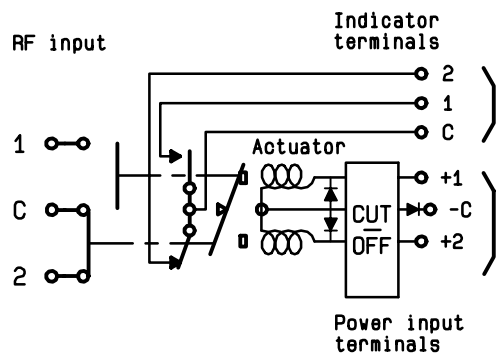 Indicator
terminals
RF input
2
1
C
Actuator
1
C
2
+1
-C
+2
CUT
OFF
Power input
terminals